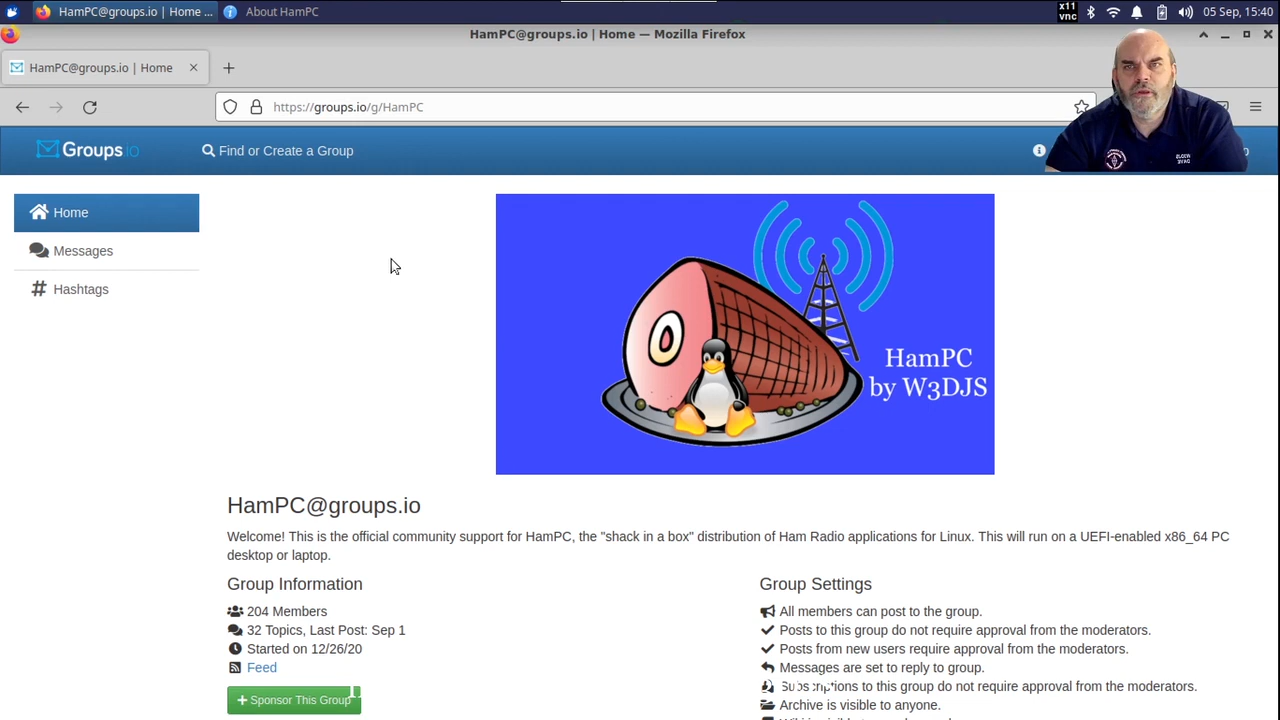 HamPC@groups.io | Home ...
About HamPC
x11
vnc
05 Sep, 15:40
HamPC@groups.io | Home — Mozilla Firefox
HamPC@groups.io | Home
https://groups.io/g/HamPC
Groups.io
Find or Create a Group
Home
Messages
Hashtags
HamPC
by W3DJS
HamPC@groups.io
Welcome! This is the official community support for HamPC, the "shack in a box" distribution of Ham Radio applications for Linux. This will run on a UEFI-enabled x86_64 PC
desktop or laptop.
Group Information
204 Members
32 Topics, Last Post: Sep 1
Started on 12/26/20
Feed
Sponsor This Group
Group Settings
All members can post to the group.
Posts to this group do not require approval from the moderators.
Posts from new users require approval from the moderators.
Messages are set to reply to group.
Subscriptions to this group do not require approval from the moderators.
Archive is visible to anyone.